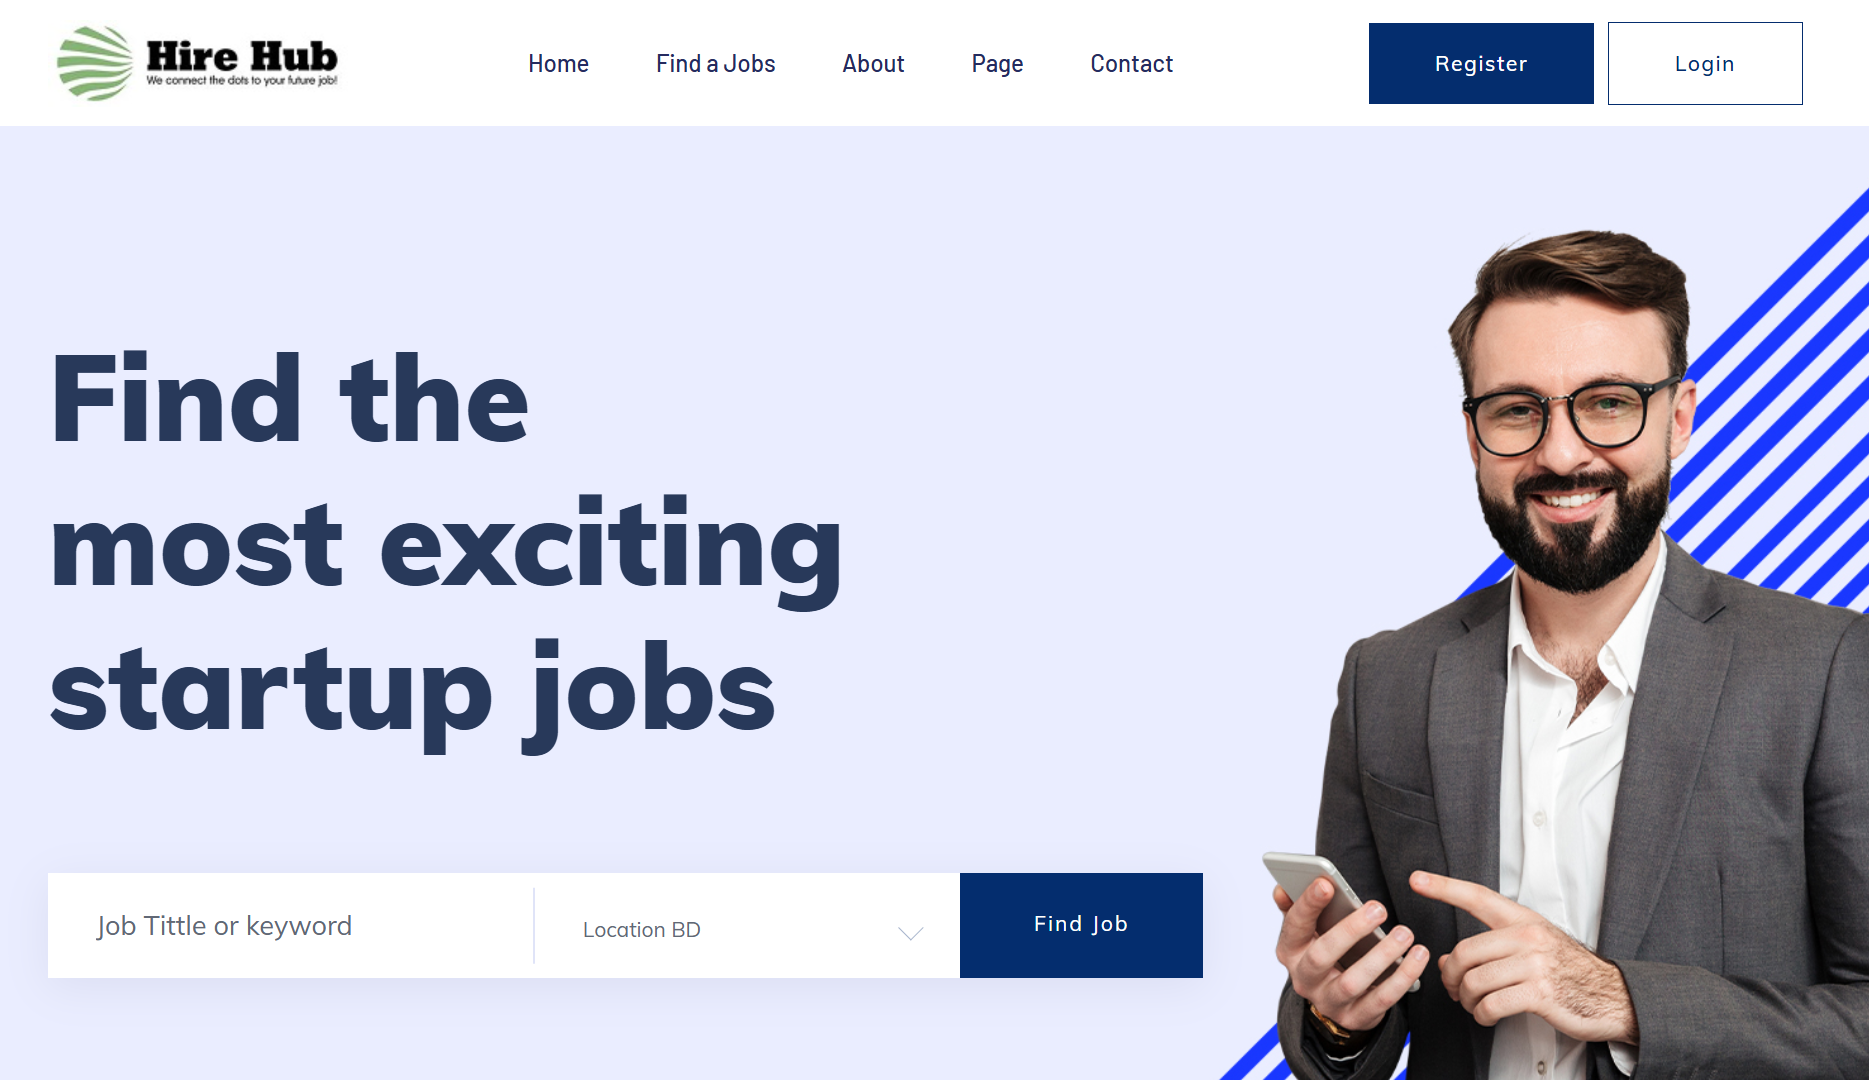 Hire Hub
We connect the dots to your future job!
Home
Find a Jobs
About
Page
Contact
Register
Login
Find the
most exciting
startup jobs
Job Tittle or keyword
Location BD
Find Job